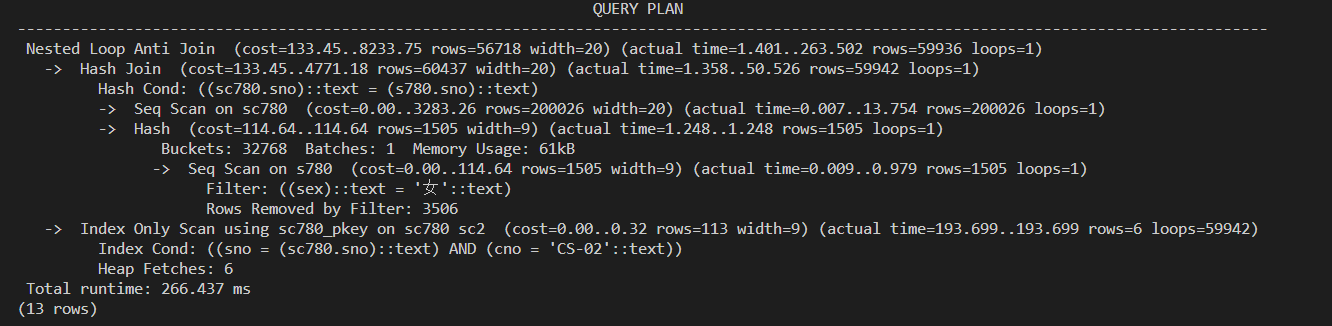 QUERY PLAN
--------------------------------------------------------------------------------------------------------------------------------------------
Nested Loop Anti Join  (cost=133.45..8233.75 rows=56718 width=20) (actual time=1.401..263.502 rows=59936 loops=1)
  ->  Hash Join  (cost=133.45..4771.18 rows=60437 width=20) (actual time=1.358..50.526 rows=59942 loops=1)
        Hash Cond: ((sc780.sno)::text = (s780.sno)::text)
        ->  Seq Scan on sc780  (cost=0.00..3283.26 rows=200026 width=20) (actual time=0.007..13.754 rows=200026 loops=1)
        ->  Hash  (cost=114.64..114.64 rows=1505 width=9) (actual time=1.248..1.248 rows=1505 loops=1)
               Buckets: 32768  Batches: 1  Memory Usage: 61kB
              ->  Seq Scan on s780  (cost=0.00..114.64 rows=1505 width=9) (actual time=0.009..0.979 rows=1505 loops=1)
                    Filter: ((sex)::text = '女'::text)
                    Rows Removed by Filter: 3506
  ->  Index Only Scan using sc780_pkey on sc780 sc2  (cost=0.00..0.32 rows=113 width=9) (actual time=193.699..193.699 rows=6 loops=59942)
        Index Cond: ((sno = (sc780.sno)::text) AND (cno = 'CS-02'::text))
        Heap Fetches: 6
Total runtime: 266.437 ms
(13 rows)